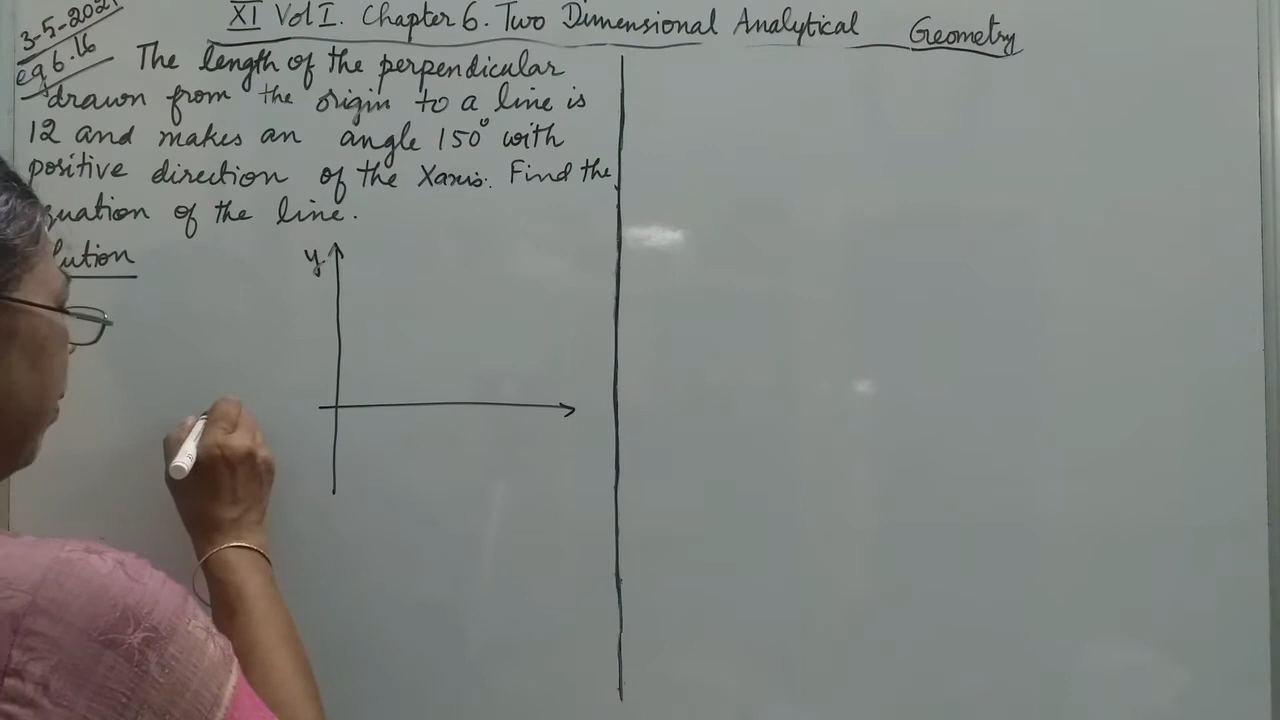 XI Vol I. Chapter 6. Two Dimensional Analytical Geometry
3-5-2021
eg 6.16
The length of the perpendicular
drawn from the origin to a line is
12 and makes an angle 150° with
positive direction of the Xaxis. Find the
of the line.
y